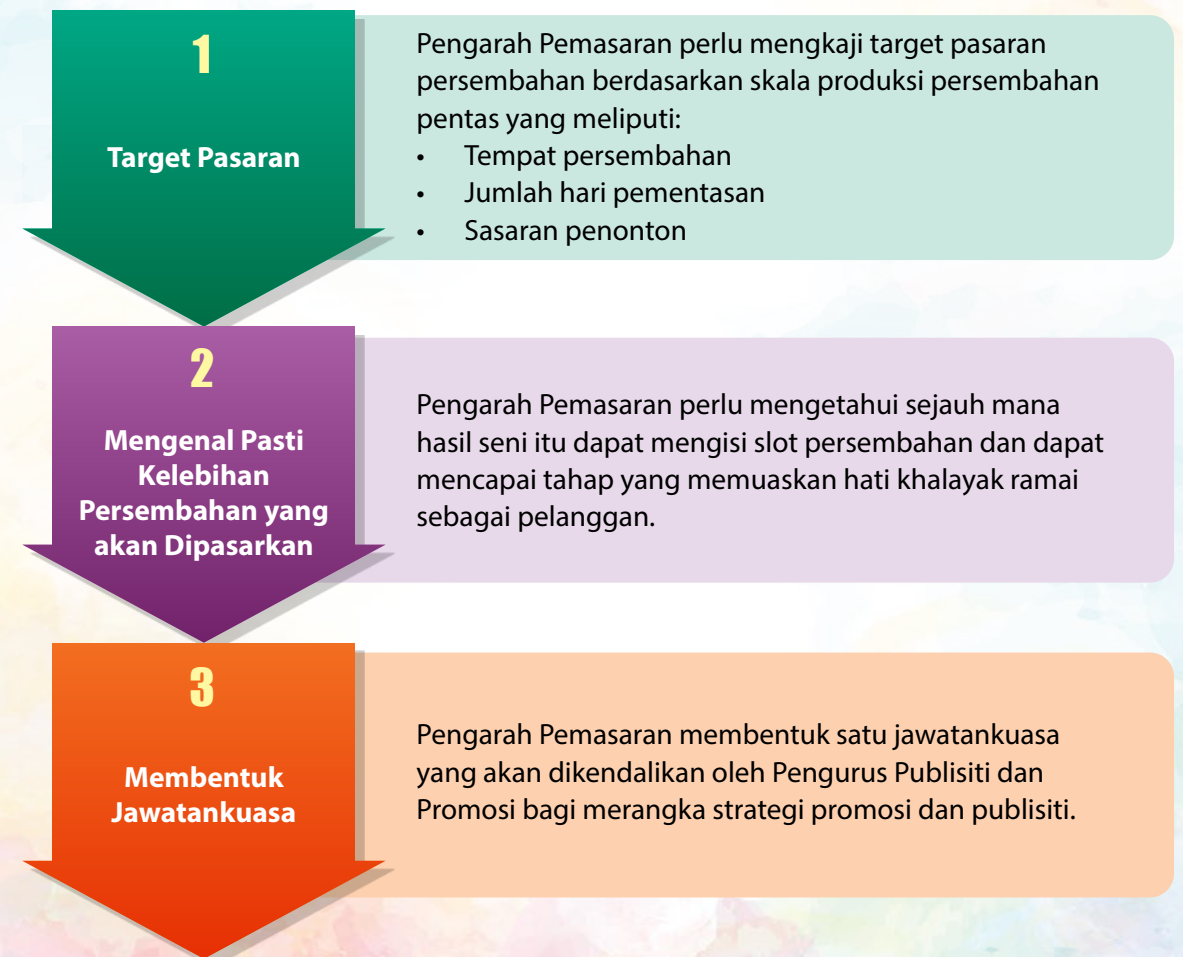 1
Target Pasaran
Pengarah Pemasaran perlu mengkaji target pasaran
persembahan berdasarkan skala produksi persembahan
pentas yang meliputi:
• Tempat persembahan
• Jumlah hari pementasan
• Sasaran penonton
2
Mengenal Pasti
Kelebihan
Persembahan yang
akan Dipasarkan
Pengarah Pemasaran perlu mengetahui sejauh mana
hasil seni itu dapat mengisi slot persembahan dan dapat
mencapai tahap yang memuaskan hati khalayak ramai
sebagai pelanggan.
3
Membentuk
Jawatankuasa
Pengarah Pemasaran membentuk satu jawatankuasa
yang akan dikendalikan oleh Pengurus Publisiti dan
Promosi bagi merangka strategi promosi dan publisiti.